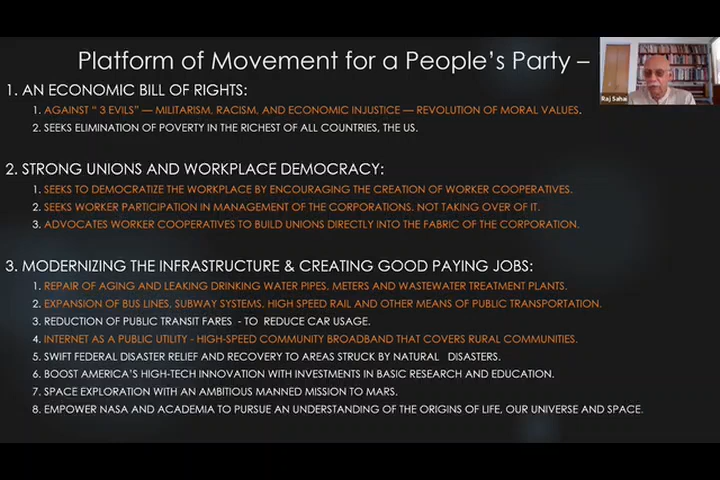 Platform of Movement for a People's Party –
1. AN ECONOMIC BILL OF RIGHTS:
1. AGAINST " 3 EVILS" — MILITARISM, RACISM, AND ECONOMIC INJUSTICE — REVOLUTION OF MORAL VALUES.
2. SEEKS ELIMINATION OF POVERTY IN THE RICHEST OF ALL COUNTRIES, THE US.
2. STRONG UNIONS AND WORKPLACE DEMOCRACY:
1. SEEKS TO DEMOCRATIZE THE WORKPLACE BY ENCOURAGING THE CREATION OF WORKER COOPERATIVES.
2. SEEKS WORKER PARTICIPATION IN MANAGEMENT OF THE CORPORATIONS. NOT TAKING OVER OF IT.
3. ADVOCATES WORKER COOPERATIVES TO BUILD UNIONS DIRECTLY INTO THE FABRIC OF THE CORPORATION.
3. MODERNIZING THE INFRASTRUCTURE & CREATING GOOD PAYING JOBS:
1. REPAIR OF AGING AND LEAKING DRINKING WATER PIPES, METERS AND WASTEWATER TREATMENT PLANTS.
2. EXPANSION OF BUS LINES, SUBWAY SYSTEMS, HIGH SPEED RAIL AND OTHER MEANS OF PUBLIC TRANSPORTATION.
3. REDUCTION OF PUBLIC TRANSIT FARES - TO REDUCE CAR USAGE.
4. INTERNET AS A PUBLIC UTILITY - HIGH-SPEED COMMUNITY BROADBAND THAT COVERS RURAL COMMUNITIES.
5. SWIFT FEDERAL DISASTER RELIEF AND RECOVERY TO AREAS STRUCK BY NATURAL DISASTERS.
6. BOOST AMERICA'S HIGH-TECH INNOVATION WITH INVESTMENTS IN BASIC RESEARCH AND EDUCATION.
7. SPACE EXPLORATION WITH AN AMBITIOUS MANNED MISSION TO MARS.
8. EMPOWER NASA AND ACADEMIA TO PURSUE AN UNDERSTANDING OF THE ORIGINS OF LIFE, OUR UNIVERSE AND SPACE.
Raj Sahai